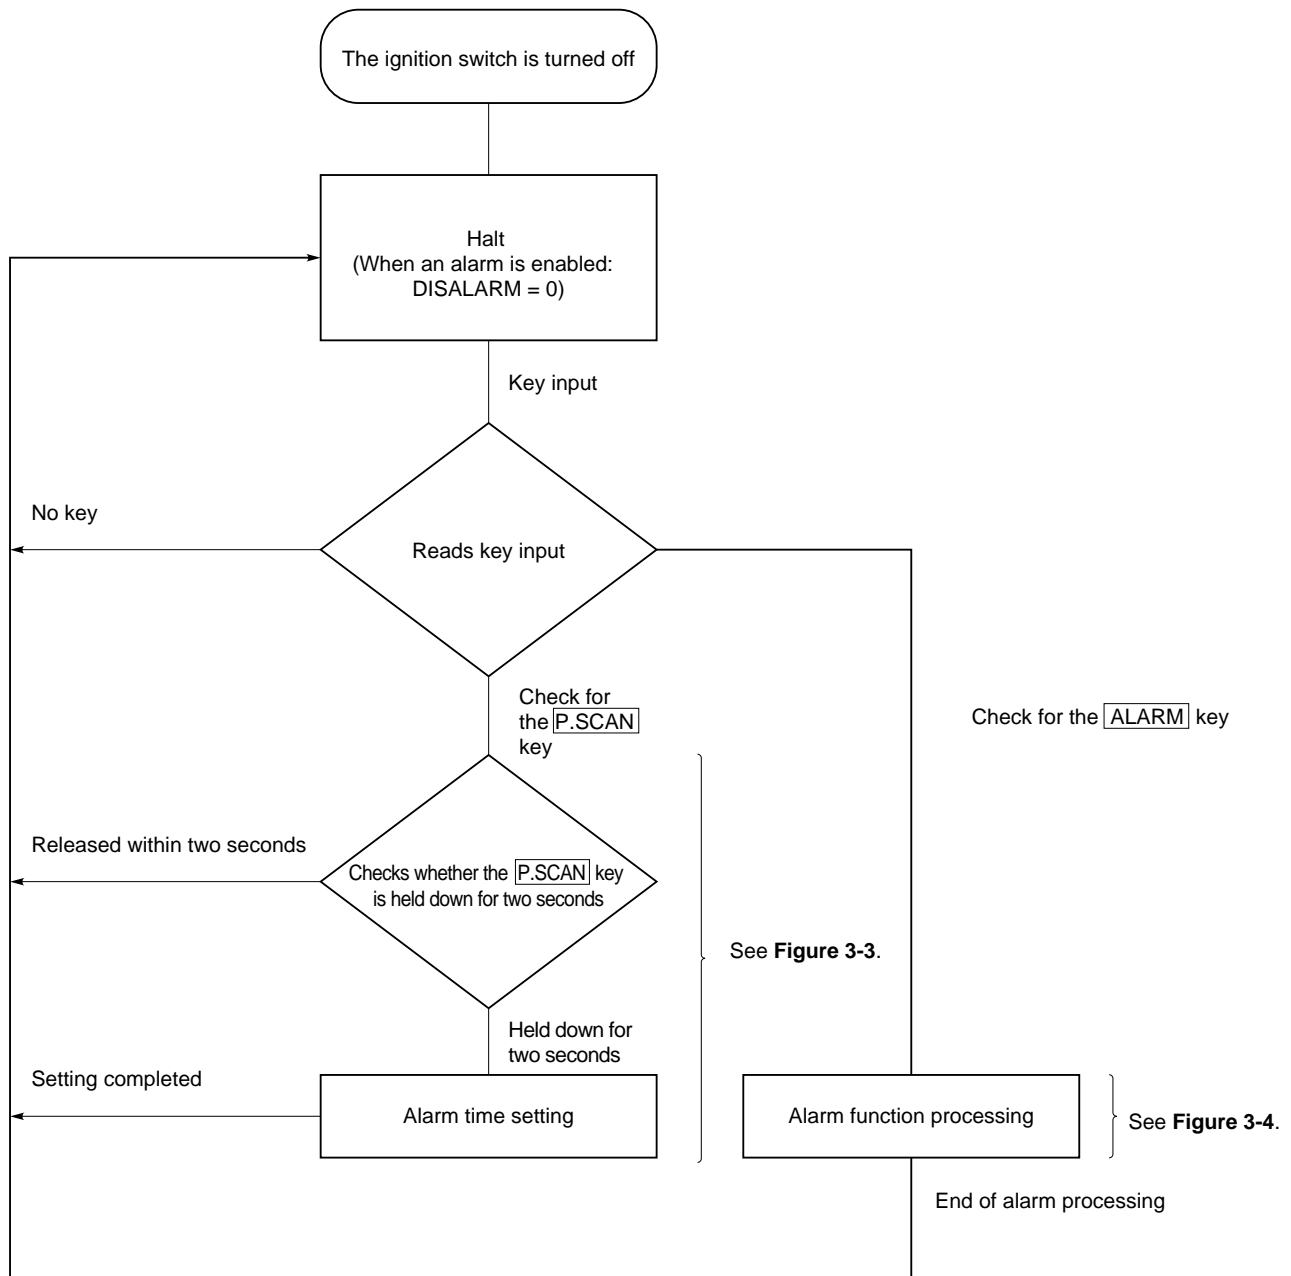 The ignition switch is turned off
Halt
(When an alarm is enabled:
DISALARM = 0)
Key input
No key
Reads key input
Check for
the P.SCAN
key
Check for the ALARM key
Released within two seconds
Checks whether the P.SCAN key
is held down for two seconds
See Figure 3-3.
Held down for
two seconds
Setting completed
Alarm time setting
Alarm function processing
See Figure 3-4.
End of alarm processing